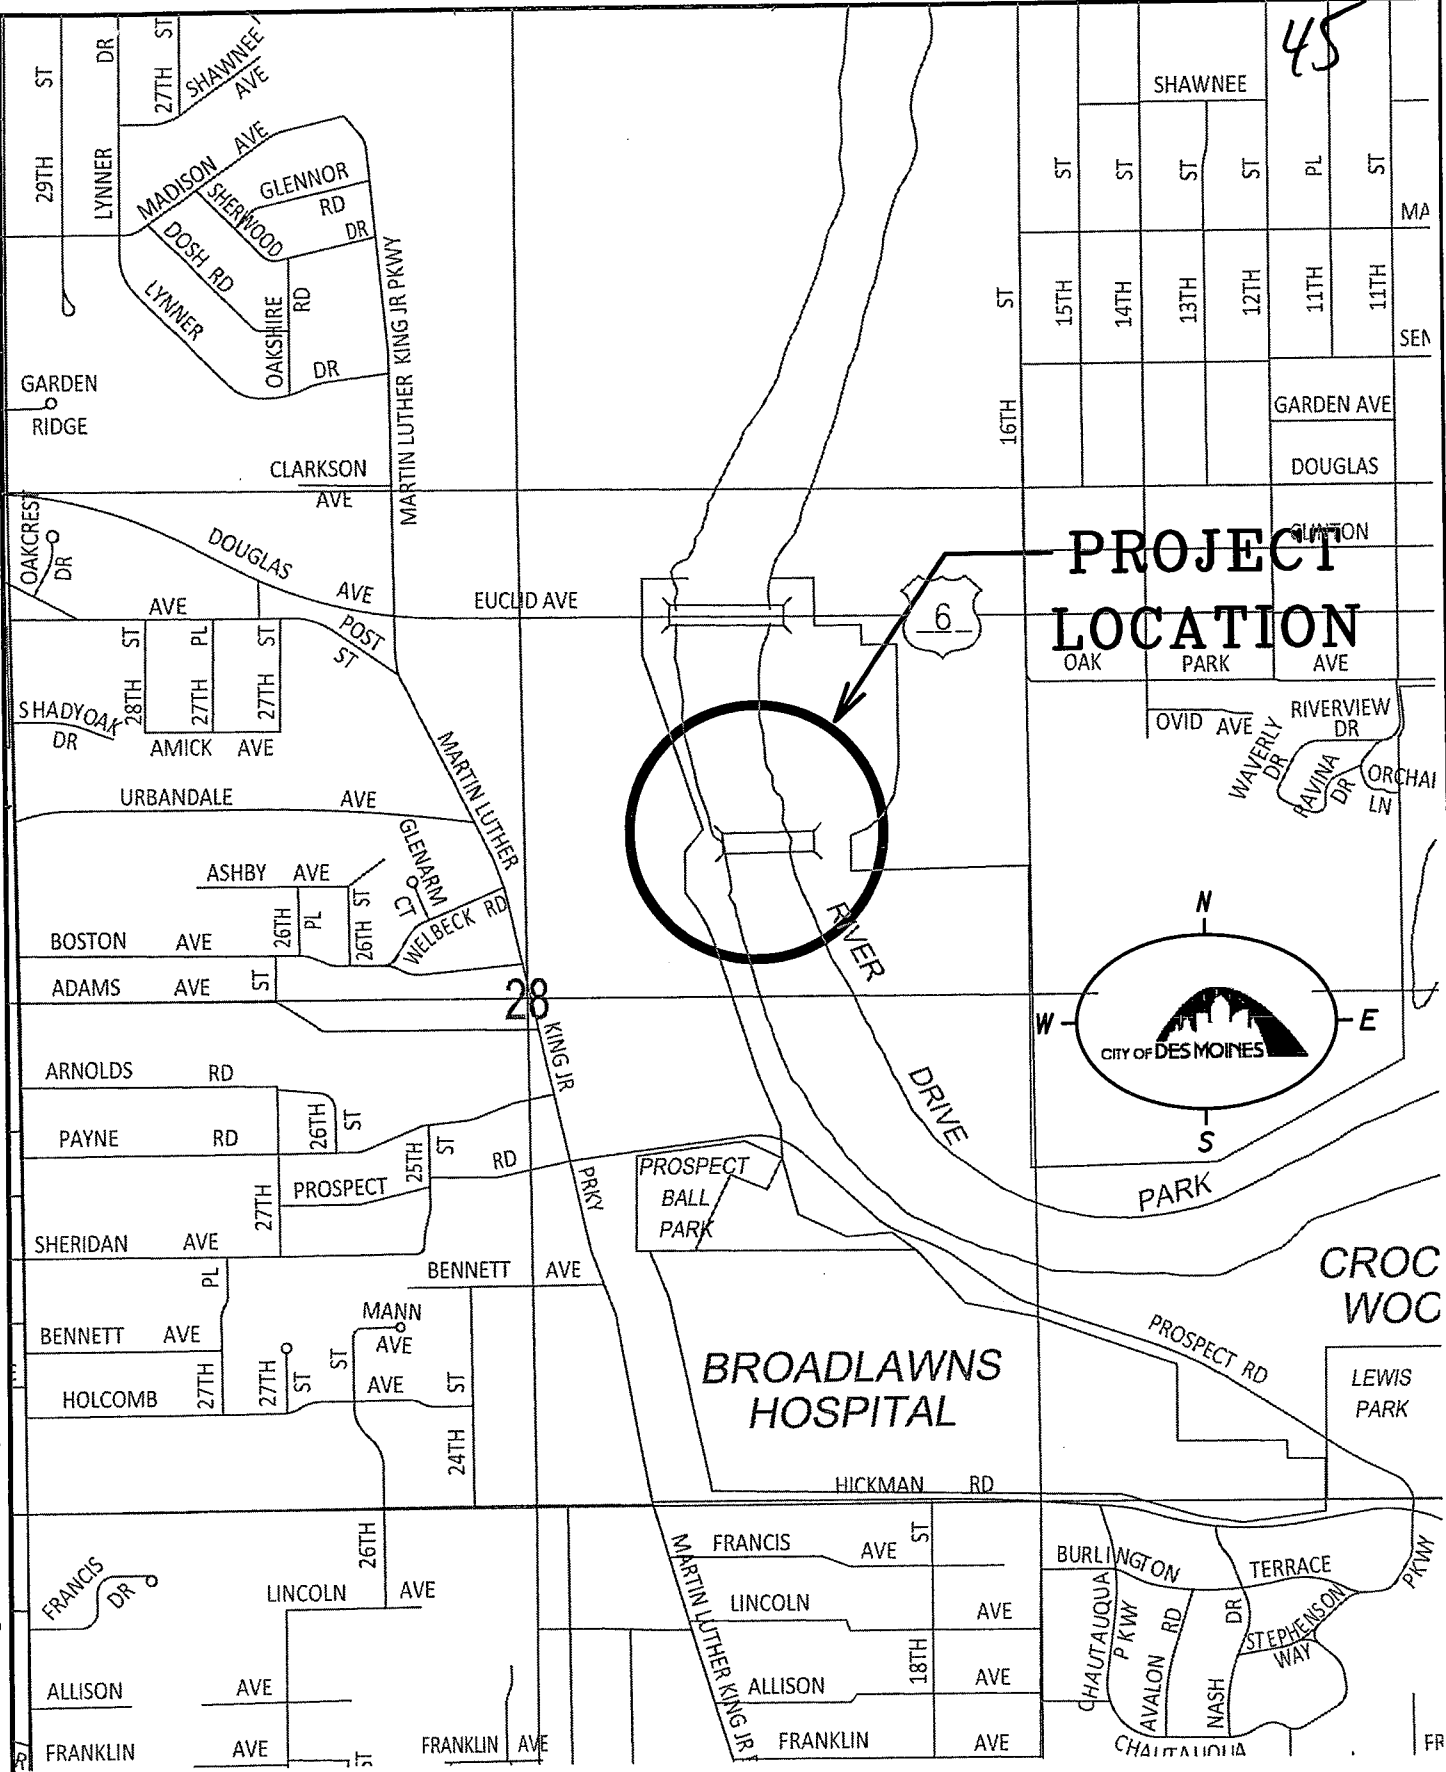 45
29TH ST
LYNNER DR
27TH ST
SHAWNEE AVE
MADISON AVE
GLENNOR RD
SHERWOOD DR
DOSH RD
LYNNER DR
OAKSHIRE RD
MARTIN LUTHER KING JR PKWY
GARDEN
RIDGE
SHAWNEE
16TH ST
15TH ST
14TH ST
13TH ST
12TH ST
11TH PL
11TH ST
MA
SEN
GARDEN AVE
DOUGLAS
CLINTON
CLARKSON
AVE
OAKCREST
DR
DOUGLAS AVE
AVE
EUCLID AVE
POST
ST
6
PROJECT
LOCATION
OAK PARK AVE
28TH ST
27TH PL
27TH ST
SHADYOAK
DR
AMICK AVE
OVID AVE
RIVERVIEW
DR
WAVERLY
DR
RAVINA
DR
ORCHAI
LN
URBANDALE AVE
MARTIN LUTHER
GLENARM
CT
ASHBY AVE
26TH PL
26TH ST
WELBECK RD
BOSTON AVE
ADAMS AVE
ST
28
KING JR
RIVER
DRIVE
PARK
N
W
E
S
CITY OF DES MOINES
ARNOLDS RD
26TH ST
PAYNE RD
25TH ST
PROSPECT RD
27TH
PRKY
PROSPECT
BALL
PARK
SHERIDAN AVE
PL
BENNETT AVE
CROC
WOC
MANN
AVE
BENNETT AVE
27TH
27TH ST
ST
HOLCOMB AVE
24TH ST
BROADLAWNS
HOSPITAL
PROSPECT RD
LEWIS
PARK
HICKMAN RD
26TH
FRANCIS
DR
LINCOLN AVE
MARTIN LUTHER KING JR P
FRANCIS AVE
ST
LINCOLN AVE
18TH
BURLINGTON TERRACE
PKWY
CHAUTAUQUA
PKWY
AVALON RD
NASH DR
STEPHENSON
WAY
ALLISON AVE
ALLISON AVE
FRANKLIN AVE
ST
FRANKLIN AVE
FRANKLIN AVE
CHAUTAUQUA
FR